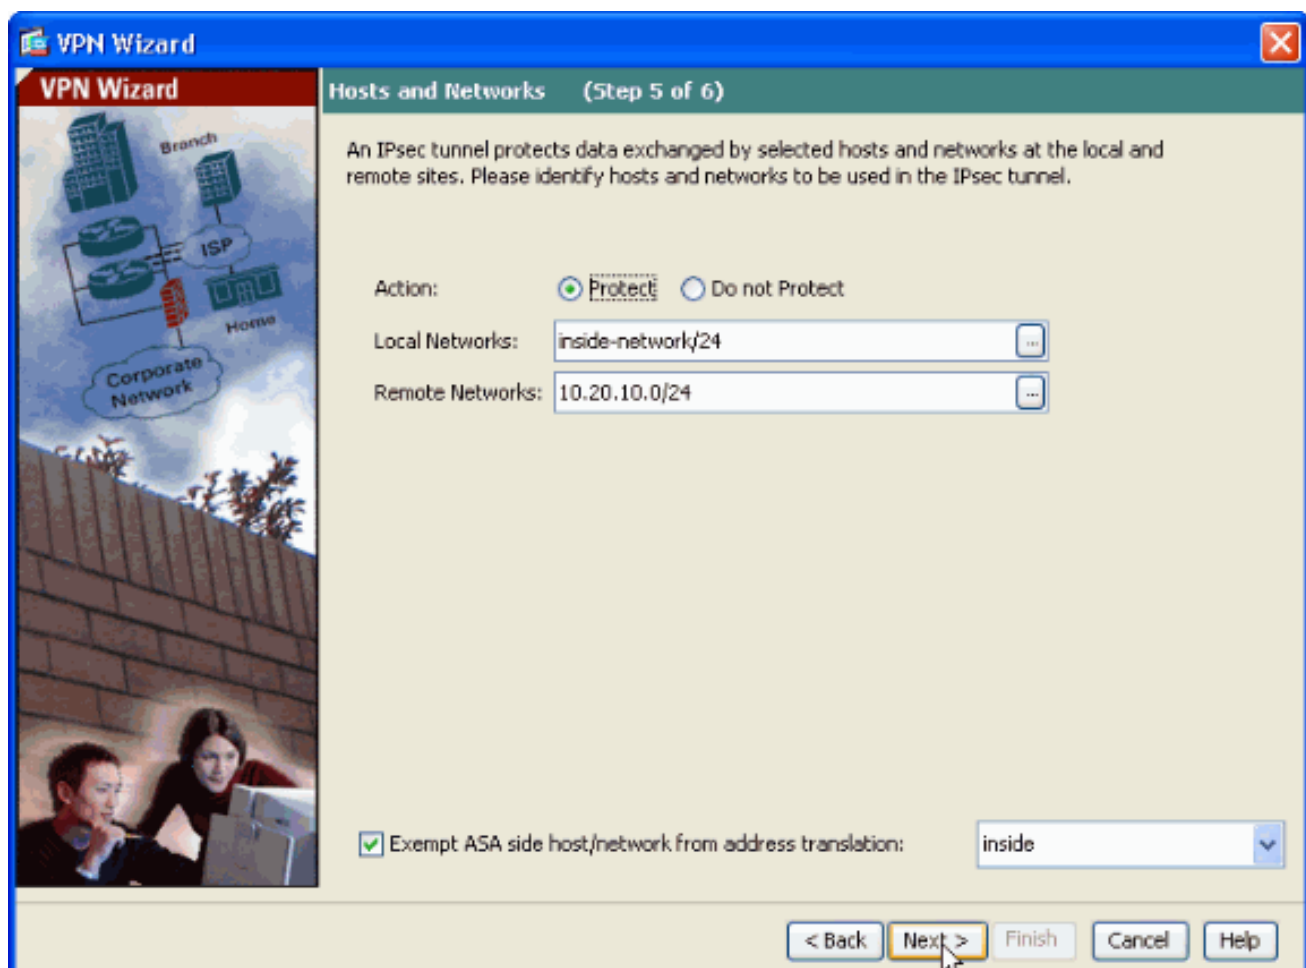 VPN Wizard
VPN Wizard
Branch
ISP
Home
Corporate
Network
Hosts and Networks (Step 5 of 6)
An IPsec tunnel protects data exchanged by selected hosts and networks at the local and
remote sites. Please identify hosts and networks to be used in the IPsec tunnel.
Action: Protect Do not Protect
Local Networks: inside-network/24 ...
Remote Networks: 10.20.10.0/24 ...
Exempt ASA side host/network from address translation: inside
< Back Next > Finish Cancel Help